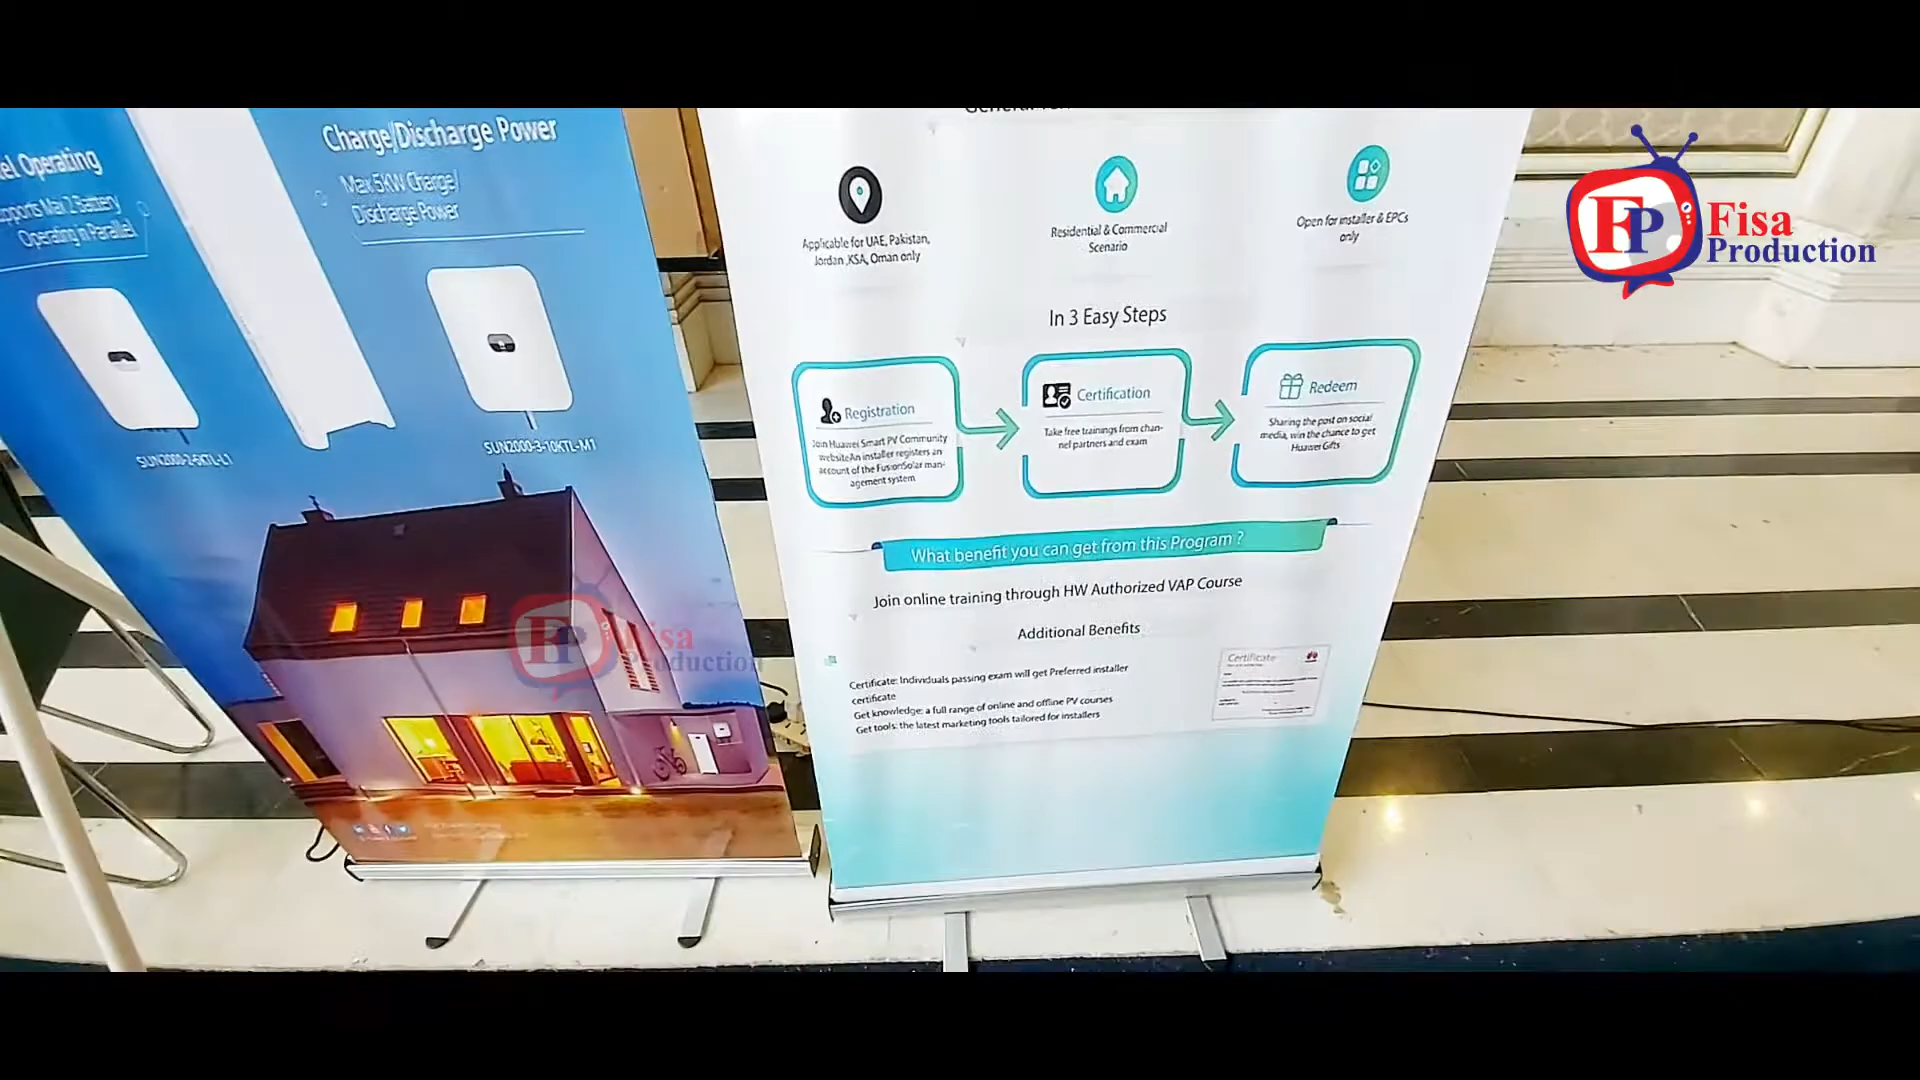 Charge/Discharge Power
Max 5KW Charge/
Discharge Power
el Operating
Max 2 Battery
Operating in Parallel
SUN2000-3-10KTL-M1
General
Applicable for UAE, Pakistan,
Jordan ,KSA, Oman only
Residential & Commercial
Scenario
Open for installer & EPCs
only
In 3 Easy Steps
Registration
Join Huawei Smart PV Community
websiteAn installer registers an
account of the FusionSolar man-
agement system
Certification
Take free trainings from chan-
nel partners and exam
Redeem
Sharing the post on social
media, win the chance to get
Huawei Gifts
What benefit you can get from this Program ?
Join online training through HW Authorized VAP Course
Additional Benefits
Certificate: Individuals passing exam will get Preferred installer
certificate
Get knowledge: a full range of online and offline PV courses
Get tools: the latest marketing tools tailored for installers
Certificate
FP Fisa
Production
FP Fisa
Production